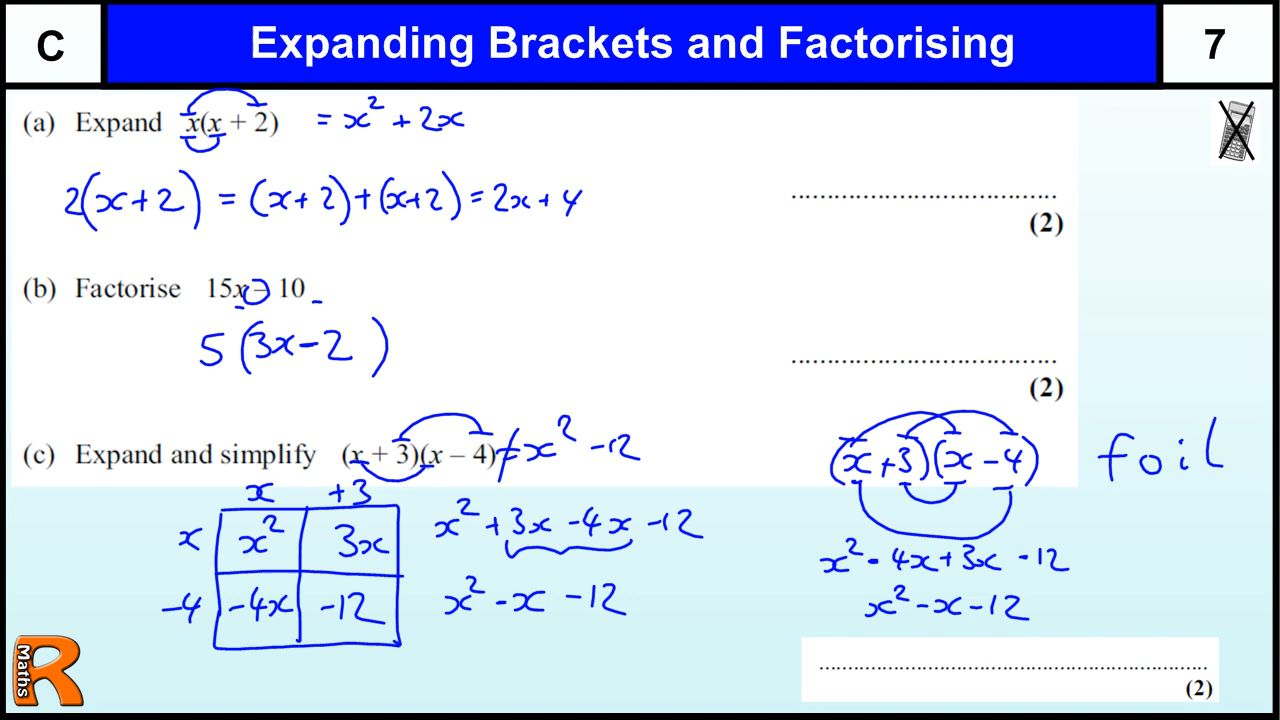 C
Expanding Brackets and Factorising
7
(a) Expand x(x + 2) = x² + 2x
2(x+2) = (x+2)+(x+2) = 2x+4
........................................
(2)
(b) Factorise 15x – 10
5(3x-2 )
........................................
(2)
(c) Expand and simplify (x + 3)(x – 4) ≠ x² -12
x +3
x x² 3x
-4 -4x -12
x² +3x -4x -12
x² -x -12
(x+3)(x-4) foil
x² - 4x+3x -12
x² -x-12
................................................................
(2)
R
Maths